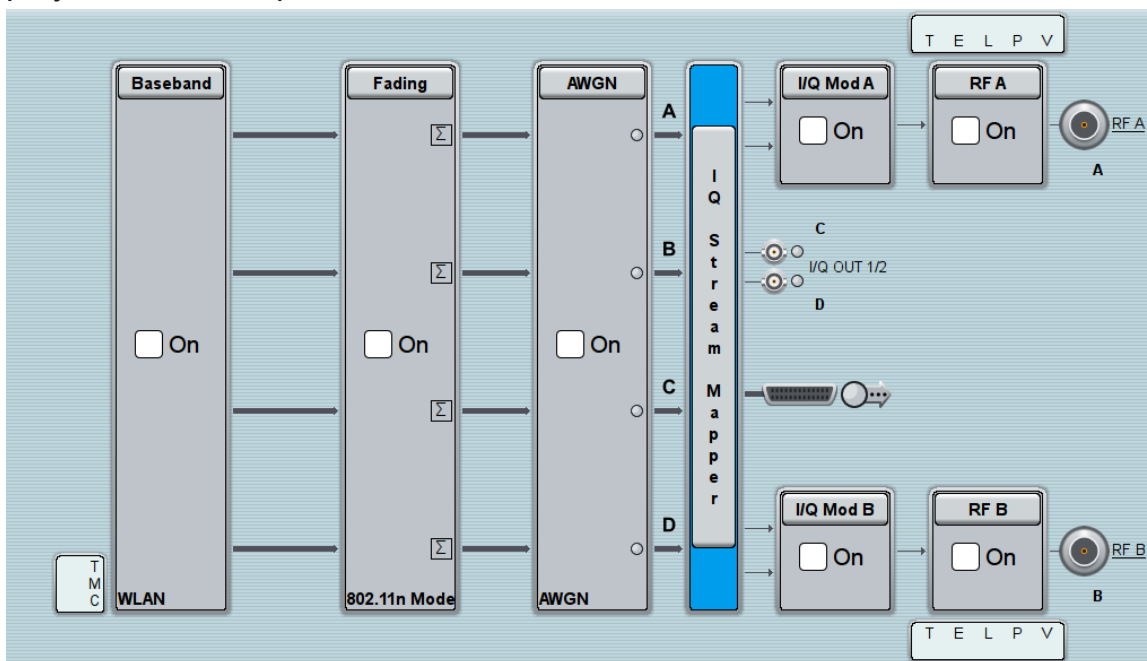 T E L P V
Baseband
Fading
AWGN
I/Q Mod A
RF A
A
On
On
RF A
A
I
Q
S
t
r
e
a
m
M
a
p
p
e
r
B
C
I/Q OUT 1/2
D
On
On
On
C
I/Q Mod B
RF B
D
On
On
RF B
B
T
M
C
WLAN
802.11n Mode
AWGN
T E L P V
Σ
Σ
Σ
Σ